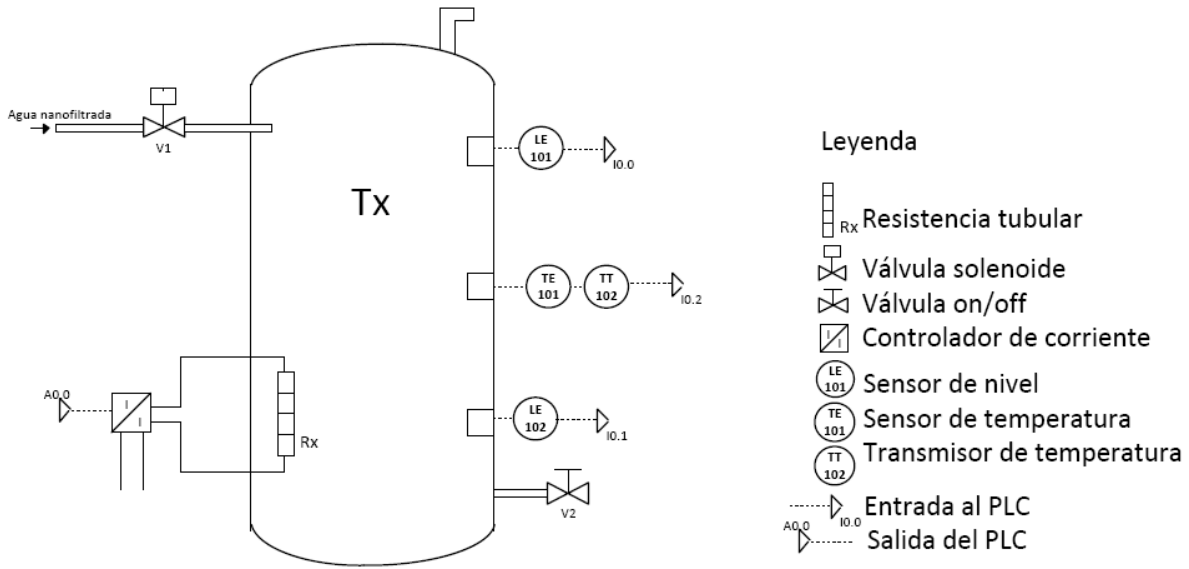 Agua nanofiltrada
V1
Tx
LE
101
I0.0
TE
101
TT
102
I0.2
A0.0
I
I
Rx
LE
102
I0.1
V2
Leyenda
Rx Resistencia tubular
Válvula solenoide
Válvula on/off
I
I
Controlador de corriente
LE
101
Sensor de nivel
TE
101
Sensor de temperatura
TT
102
Transmisor de temperatura
I0.0
Entrada al PLC
A0.0
Salida del PLC